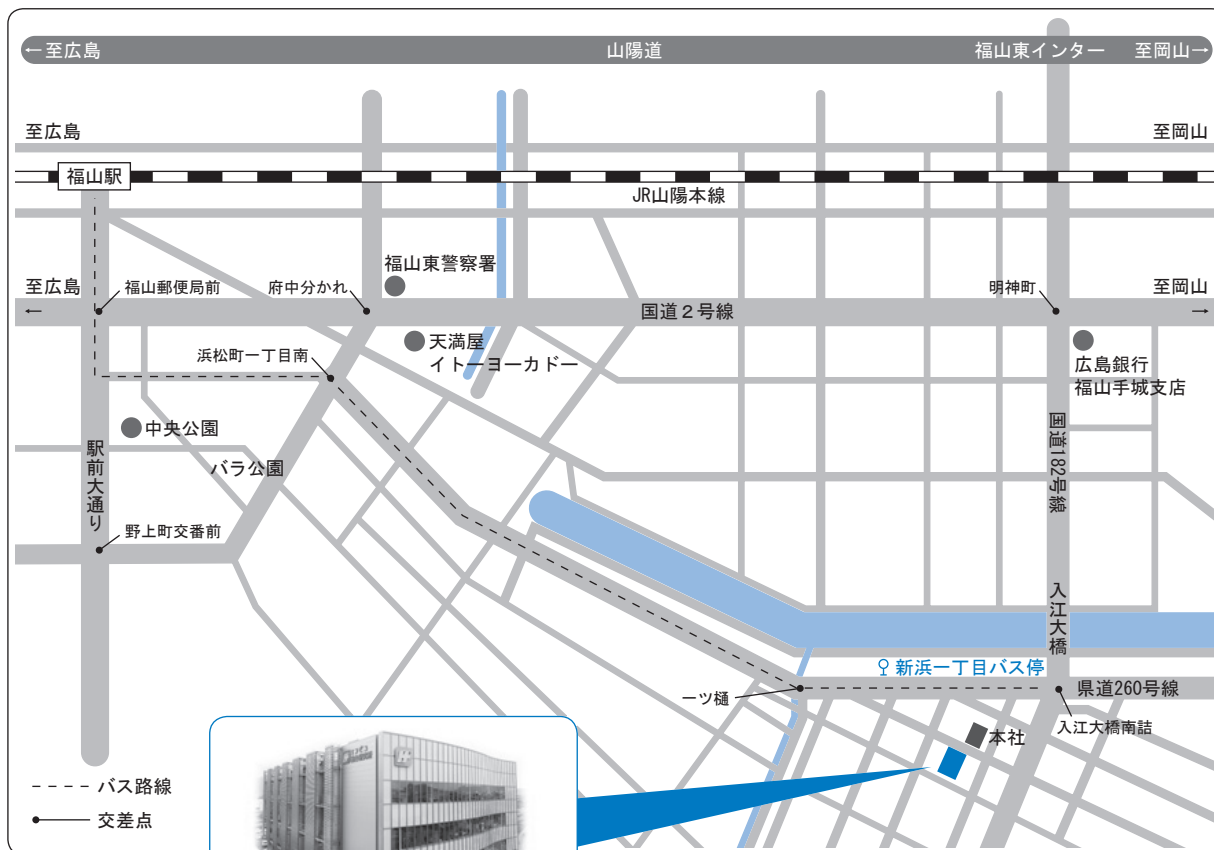 ←至広島
山陽道
福山東インター
至岡山→
至広島
至岡山
福山駅
JR山陽本線
福山東警察署
至広島
←
福山郵便局前
府中分かれ
国道２号線
明神町
至岡山
→
天満屋
イトーヨーカドー
浜松町一丁目南
広島銀行
福山手城支店
中央公園
バラ公園
駅前大通り
国道182号線
野上町交番前
入江大橋
新浜一丁目バス停
一ツ樋
県道260号線
入江大橋南詰
本社
バス路線
交差点